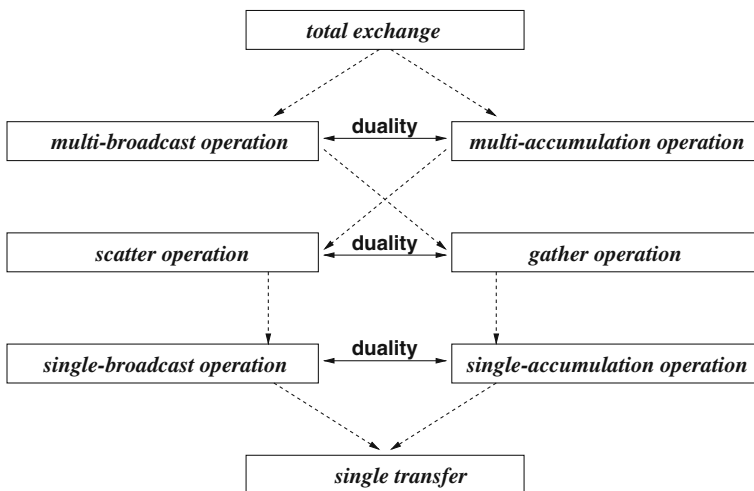 total exchange
duality
multi-broadcast operation
multi-accumulation operation
duality
scatter operation
gather operation
duality
single-broadcast operation
single-accumulation operation
single transfer